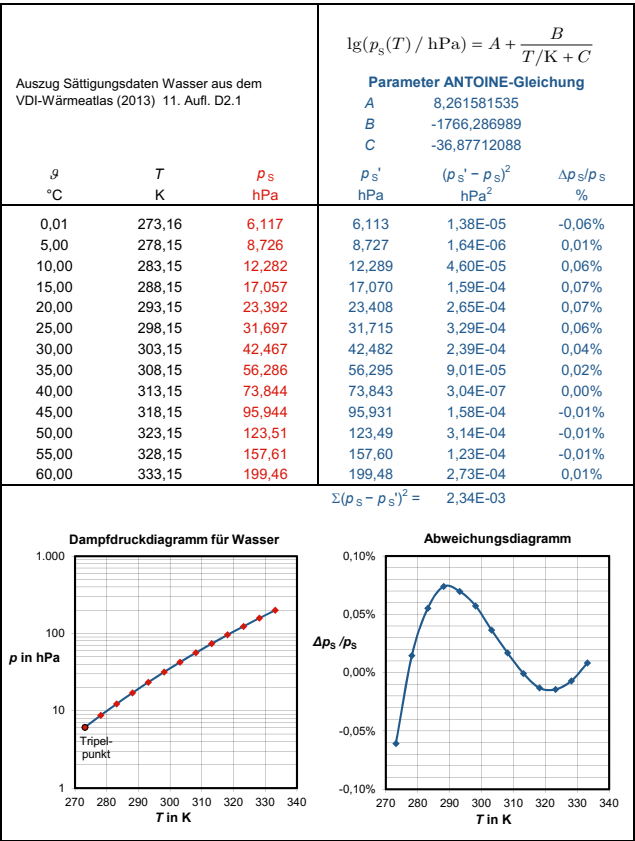 lg(pₛ(T) / hPa) = A + B / (T/K + C)
Auszug Sättigungsdaten Wasser aus dem
VDI-Wärmeatlas (2013) 11. Aufl. D2.1
Parameter ANTOINE-Gleichung
A 8,261581535
B -1766,286989
C -36,87712088
ϑ T p S p S' (p S' − p S)² Δp S/p S
°C K hPa hPa hPa² %
0,01 273,16 6,117 6,113 1,38E-05 -0,06%
5,00 278,15 8,726 8,727 1,64E-06 0,01%
10,00 283,15 12,282 12,289 4,60E-05 0,06%
15,00 288,15 17,057 17,070 1,59E-04 0,07%
20,00 293,15 23,392 23,408 2,65E-04 0,07%
25,00 298,15 31,697 31,715 3,29E-04 0,06%
30,00 303,15 42,467 42,482 2,39E-04 0,04%
35,00 308,15 56,286 56,295 9,01E-05 0,02%
40,00 313,15 73,844 73,843 3,04E-07 0,00%
45,00 318,15 95,944 95,931 1,58E-04 -0,01%
50,00 323,15 123,51 123,49 3,14E-04 -0,01%
55,00 328,15 157,61 157,60 1,23E-04 -0,01%
60,00 333,15 199,46 199,48 2,73E-04 0,01%
Σ(p S − p S')² = 2,34E-03
Dampfdruckdiagramm für Wasser
1.000
100
p in hPa
10
Tripel-
punkt
1
270 280 290 300 310 320 330 340
T in K
Abweichungsdiagramm
0,10%
0,05%
Δpₛ /pₛ
0,00%
-0,05%
-0,10%
270 280 290 300 310 320 330 340
T in K